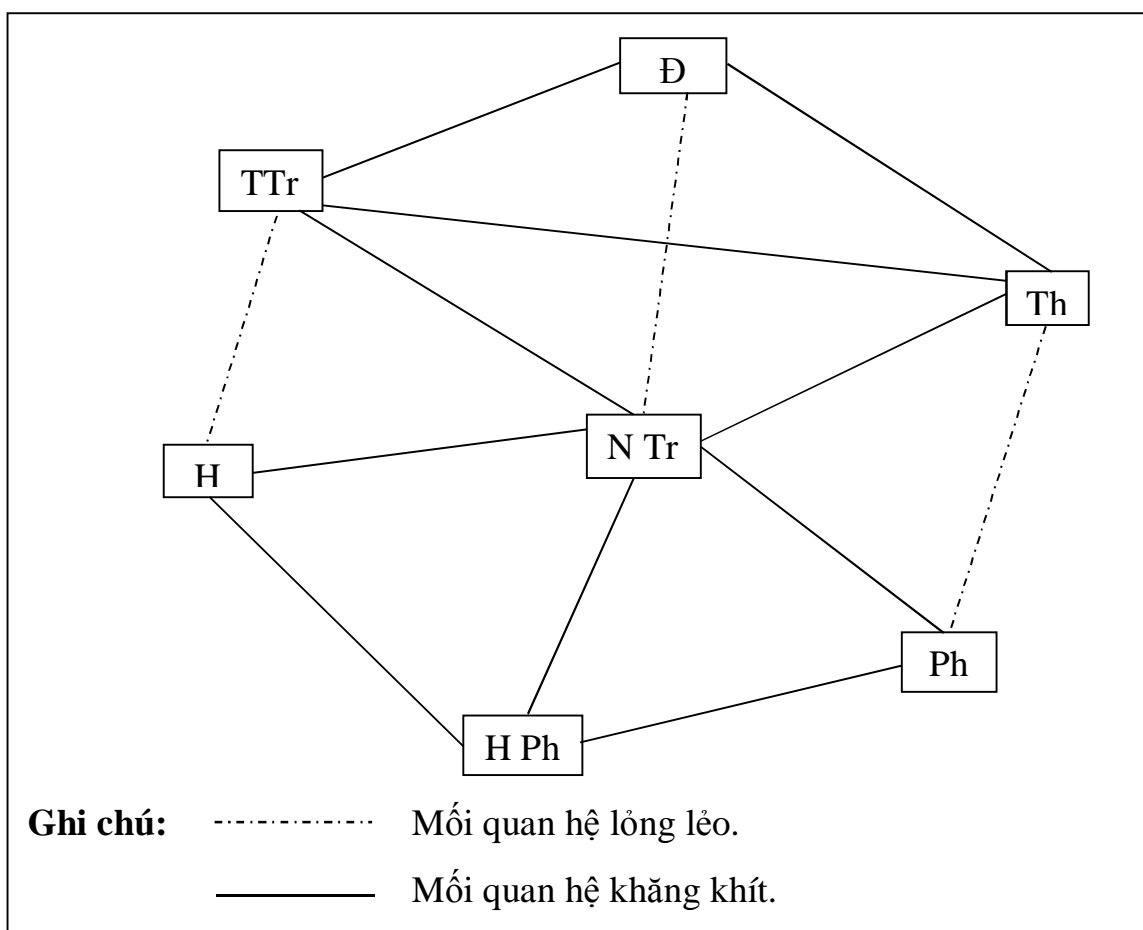 Đ
TTr
Th
N Tr
H
Ph
H Ph
Ghi chú: Mối quan hệ lỏng lẻo.
Mối quan hệ khăng khít.